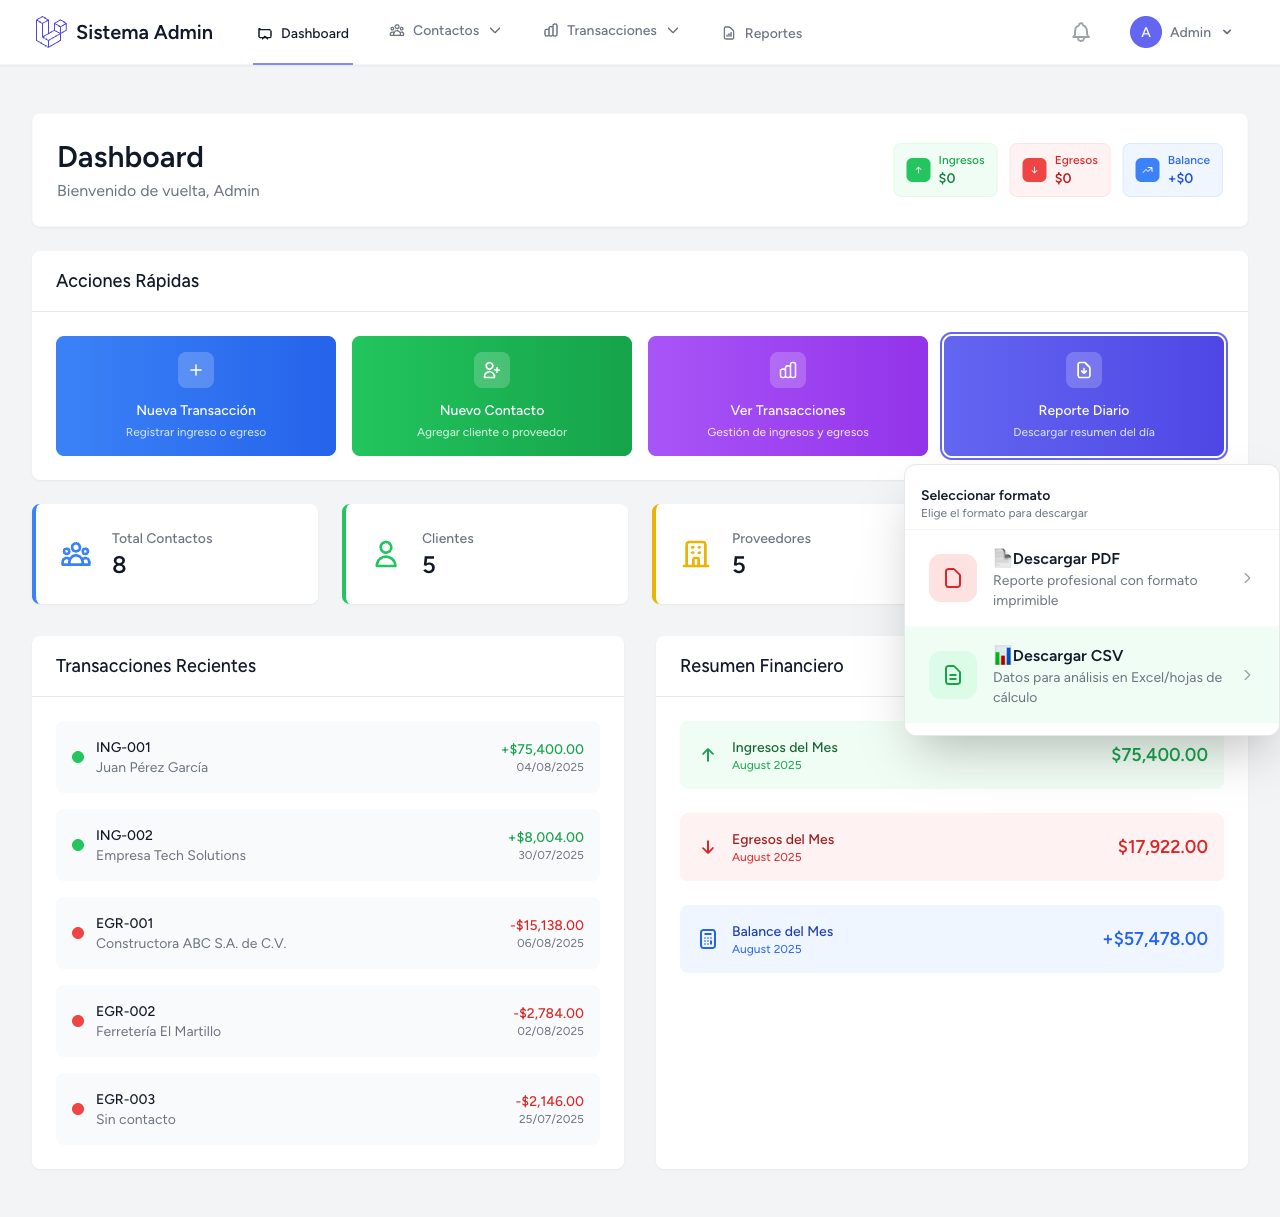 Sistema Admin
Dashboard
Contactos
Transacciones
Reportes
A
Admin
Dashboard
Bienvenido de vuelta, Admin
Ingresos
$0
Egresos
$0
Balance
+$0
Acciones Rápidas
Nueva Transacción
Registrar ingreso o egreso
Nuevo Contacto
Agregar cliente o proveedor
Ver Transacciones
Gestión de ingresos y egresos
Reporte Diario
Descargar resumen del día
Seleccionar formato
Elige el formato para descargar
Descargar PDF
Reporte profesional con formato
imprimible
Descargar CSV
Datos para análisis en Excel/hojas de
cálculo
Total Contactos
8
Clientes
5
Proveedores
5
Transacciones Recientes
ING-001
Juan Pérez García
+$75,400.00
04/08/2025
ING-002
Empresa Tech Solutions
+$8,004.00
30/07/2025
EGR-001
Constructora ABC S.A. de C.V.
-$15,138.00
06/08/2025
EGR-002
Ferretería El Martillo
-$2,784.00
02/08/2025
EGR-003
Sin contacto
-$2,146.00
25/07/2025
Resumen Financiero
Ingresos del Mes
August 2025
$75,400.00
Egresos del Mes
August 2025
$17,922.00
Balance del Mes
August 2025
+$57,478.00